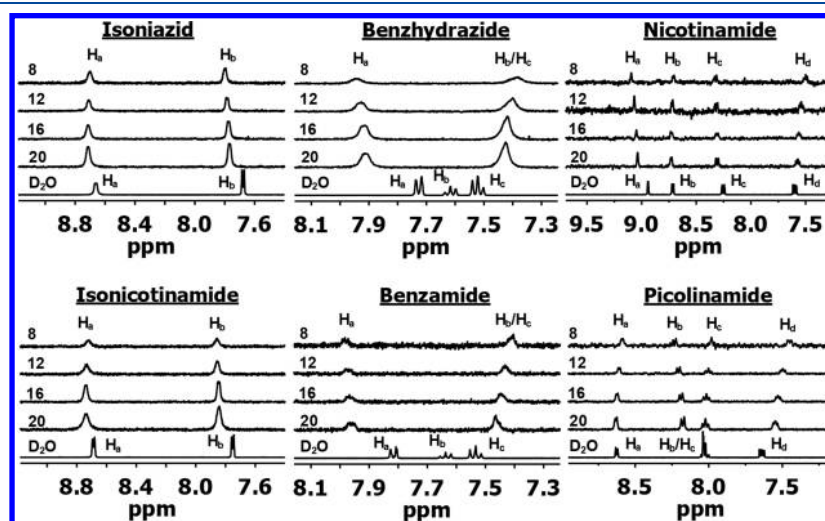 Isoniazid
Ha Hb
8
12
16
20
D2O Ha Hb
8.8 8.4 8.0 7.6
ppm
Benzhydrazide
Ha Hb/Hc
8
12
16
20
D2O Ha Hb Hc
8.1 7.9 7.7 7.5 7.3
ppm
Nicotinamide
Ha Hb Hc Hd
8
12
16
20
D2O Ha Hb Hc Hd
9.5 9.0 8.5 8.0 7.5
ppm
Isonicotinamide
Ha Hb
8
12
16
20
D2O Ha Hb
8.8 8.4 8.0 7.6
ppm
Benzamide
Ha Hb/Hc
8
12
16
20
D2O Ha Hb Hc
8.1 7.9 7.7 7.5 7.3
ppm
Picolinamide
Ha Hb Hc Hd
8
12
16
20
D2O Ha Hb/Hc Hd
8.5 8.0 7.5
ppm